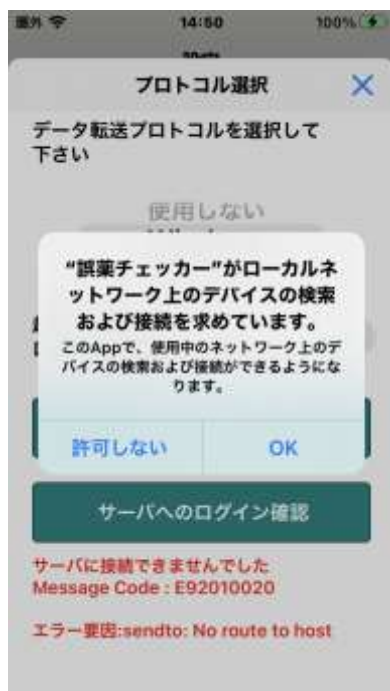 圏外 14:50 100%
プロトコル選択
データ転送プロトコルを選択して
下さい
使用しない
“誤薬チェッカー”がローカルネ
ットワーク上のデバイスの検索
および接続を求めています。
このAppで、使用中のネットワーク上のデ
バイスの検索および接続ができるようにな
ります。
許可しない OK
サーバへのログイン確認
サーバに接続できませんでした
Message Code : E92010020
エラー要因:sendto: No route to host